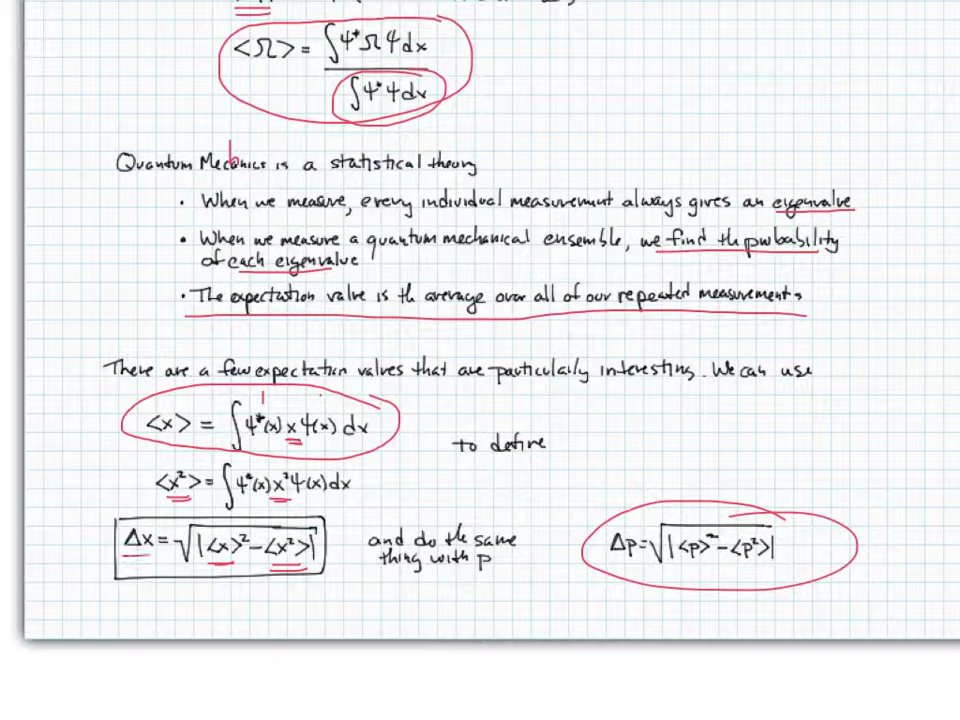 <Ω> = ∫ψ*Ωψdx / ∫ψ*ψdx
Quantum Mechanics is a statistical theory
· When we measure, every individual measurement always gives an eigenvalue
· When we measure a quantum mechanical ensemble, we find the probability
of each eigenvalue
· The expectation value is the average over all of our repeated measurements
There are a few expectation values that are particularly interesting. We can use
<x> = ∫ψ*(x) x ψ(x) dx
to define
<x²> = ∫ψ*(x) x² ψ(x) dx
Δx = √|<x>² - <x²>| and do the same thing with p Δp = √|<p>² - <p²>|